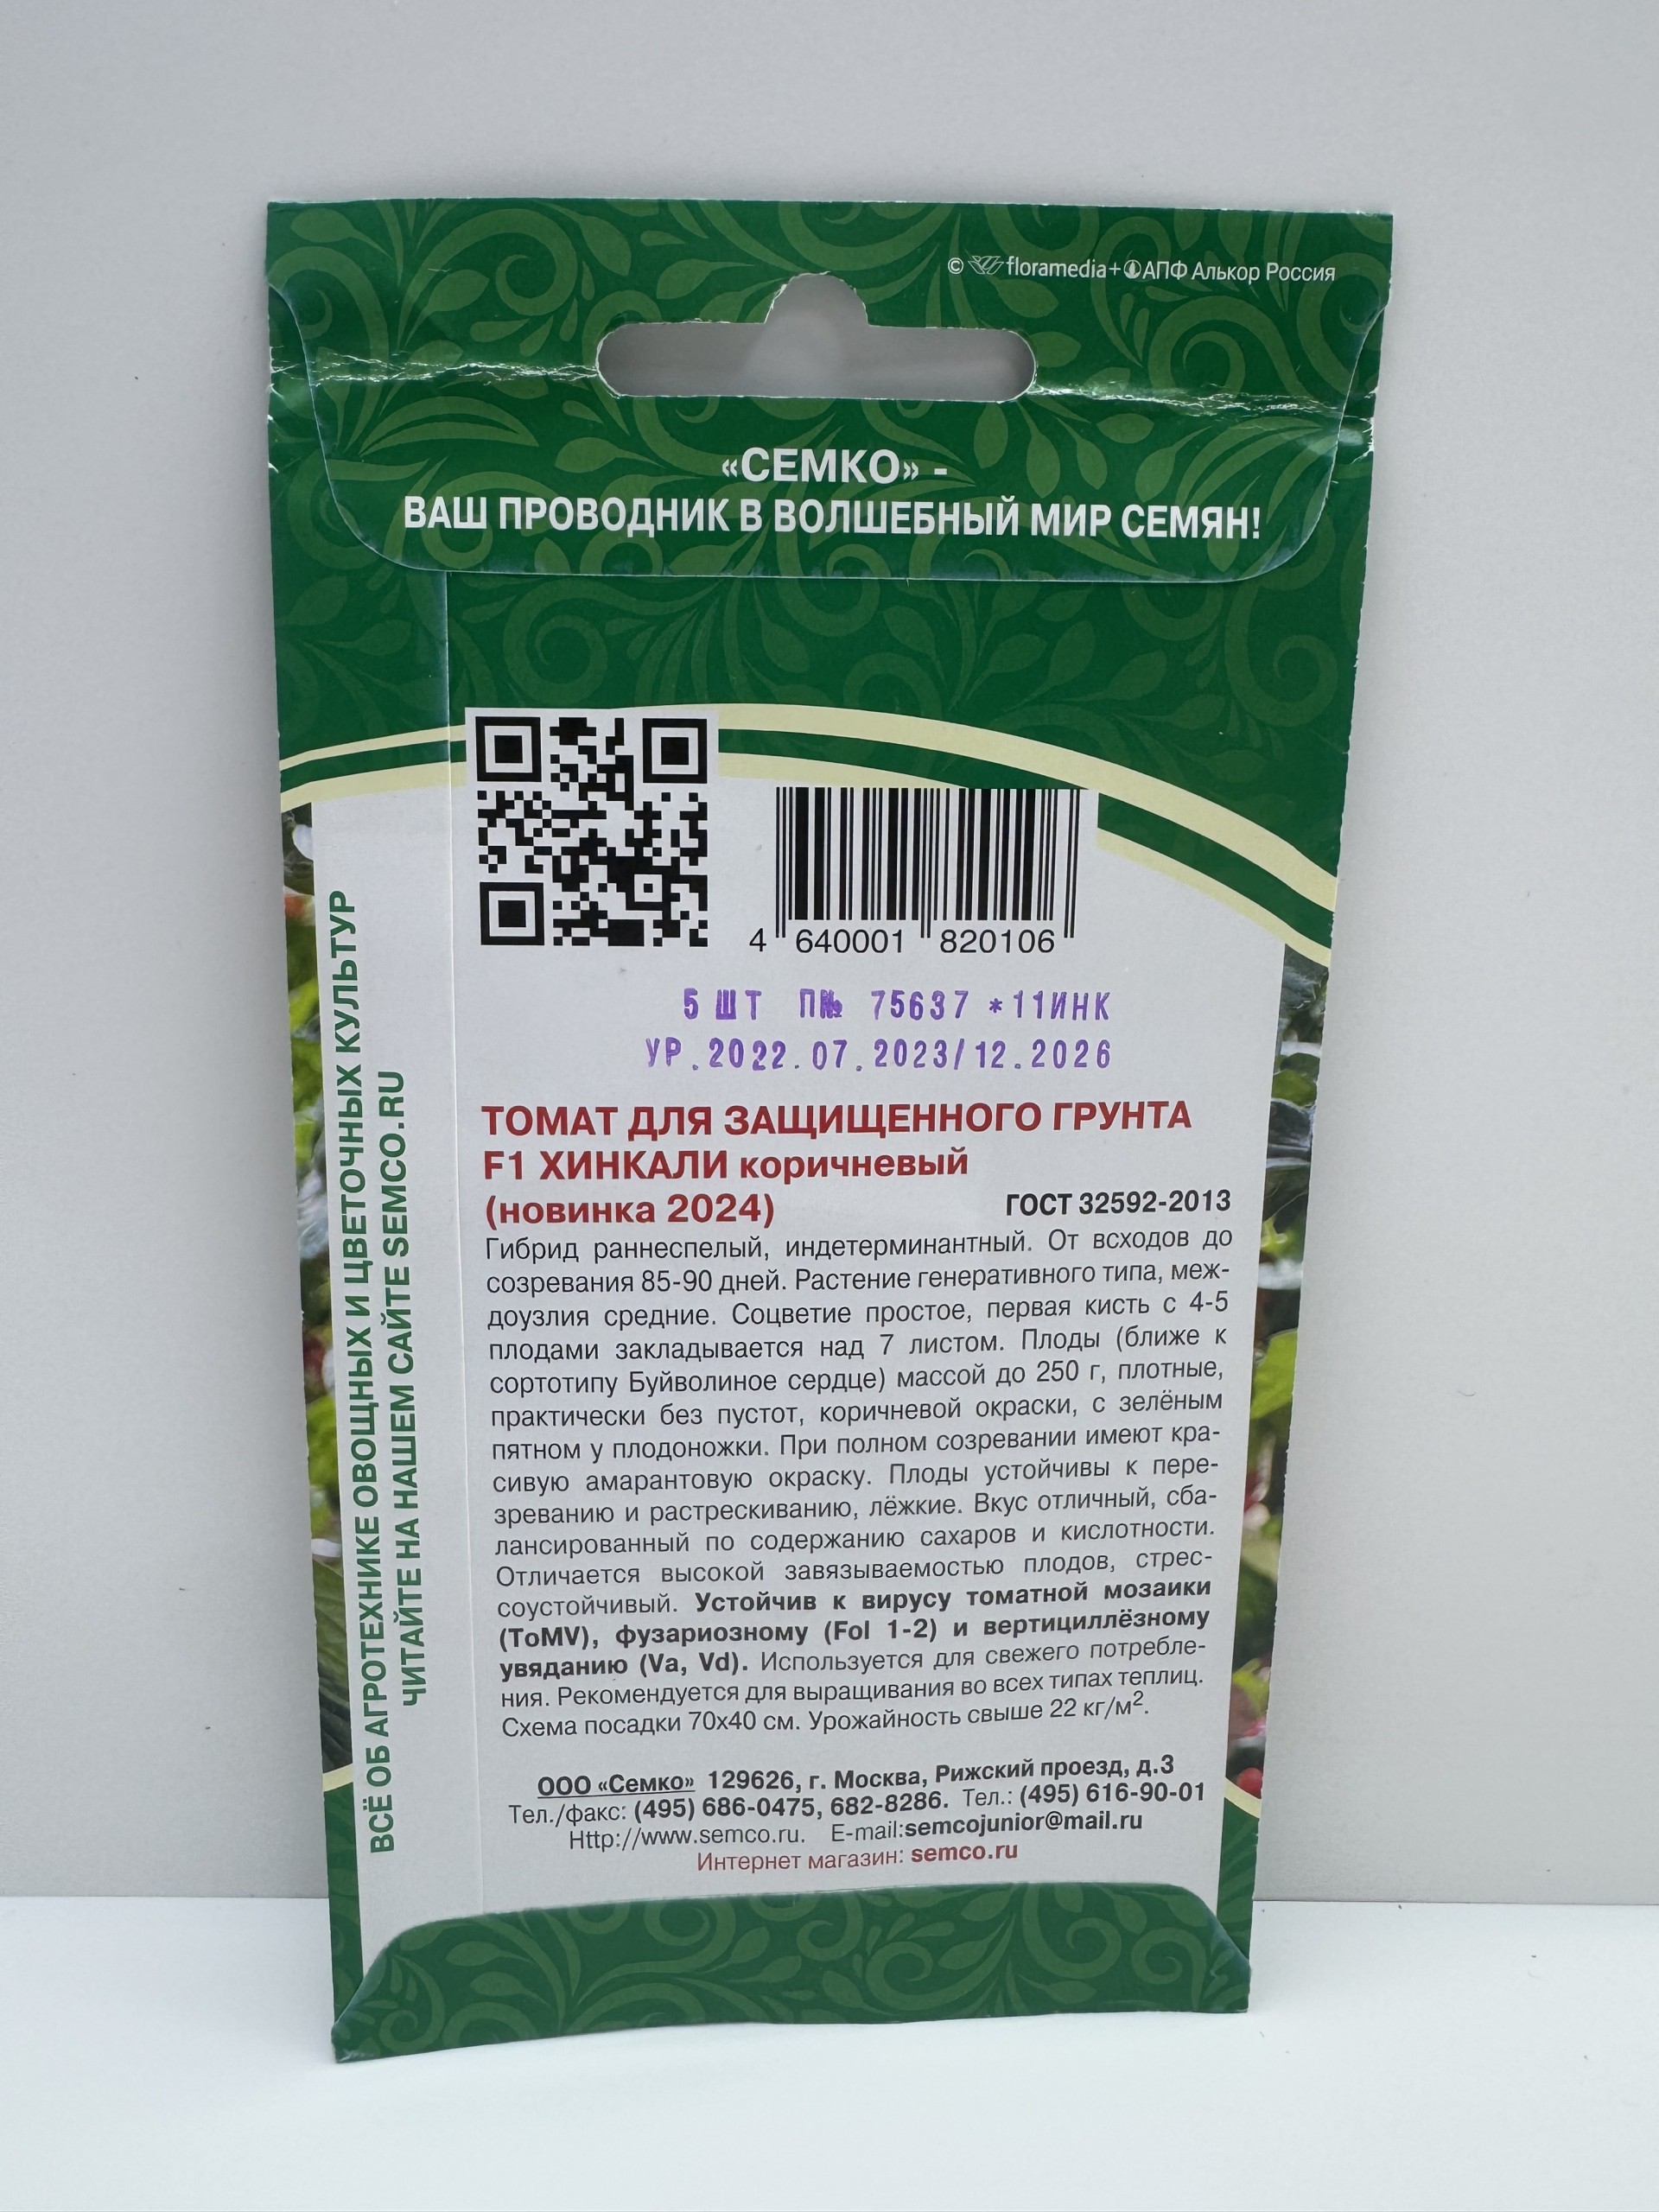 © floramedia+АПФ Алькор Россия
«СЕМКО» -
ВАШ ПРОВОДНИК В ВОЛШЕБНЫЙ МИР СЕМЯН!
4 640001 820106
5 ШТ П№ 75637 *11ИНК
УР.2022.07.2023/12.2026
ТОМАТ ДЛЯ ЗАЩИЩЕННОГО ГРУНТА
F1 ХИНКАЛИ коричневый
(новинка 2024)
ГОСТ 32592-2013
Гибрид раннеспелый, индетерминантный. От всходов до
созревания 85-90 дней. Растение генеративного типа, меж-
доузлия средние. Соцветие простое, первая кисть с 4-5
плодами закладывается над 7 листом. Плоды (ближе к
сортотипу Буйволиное сердце) массой до 250 г, плотные,
практически без пустот, коричневой окраски, с зелёным
пятном у плодоножки. При полном созревании имеют кра-
сивую амарантовую окраску. Плоды устойчивы к пере-
зреванию и растрескиванию, лёжкие. Вкус отличный, сба-
лансированный по содержанию сахаров и кислотности.
Отличается высокой завязываемостью плодов, стрес-
соустойчивый. Устойчив к вирусу томатной мозаики
(ToMV), фузариозному (Fol 1-2) и вертициллёзному
увяданию (Va, Vd). Используется для свежего потребле-
ния. Рекомендуется для выращивания во всех типах теплиц.
Схема посадки 70х40 см. Урожайность свыше 22 кг/м².
ООО «Семко» 129626, г. Москва, Рижский проезд, д.3
Тел./факс: (495) 686-0475, 682-8286. Тел.: (495) 616-90-01
Http://www.semco.ru. E-mail:semcojunior@mail.ru
Интернет магазин: semco.ru
ВСЁ ОБ АГРОТЕХНИКЕ ОВОЩНЫХ И ЦВЕТОЧНЫХ КУЛЬТУР
ЧИТАЙТЕ НА НАШЕМ САЙТЕ SEMCO.RU